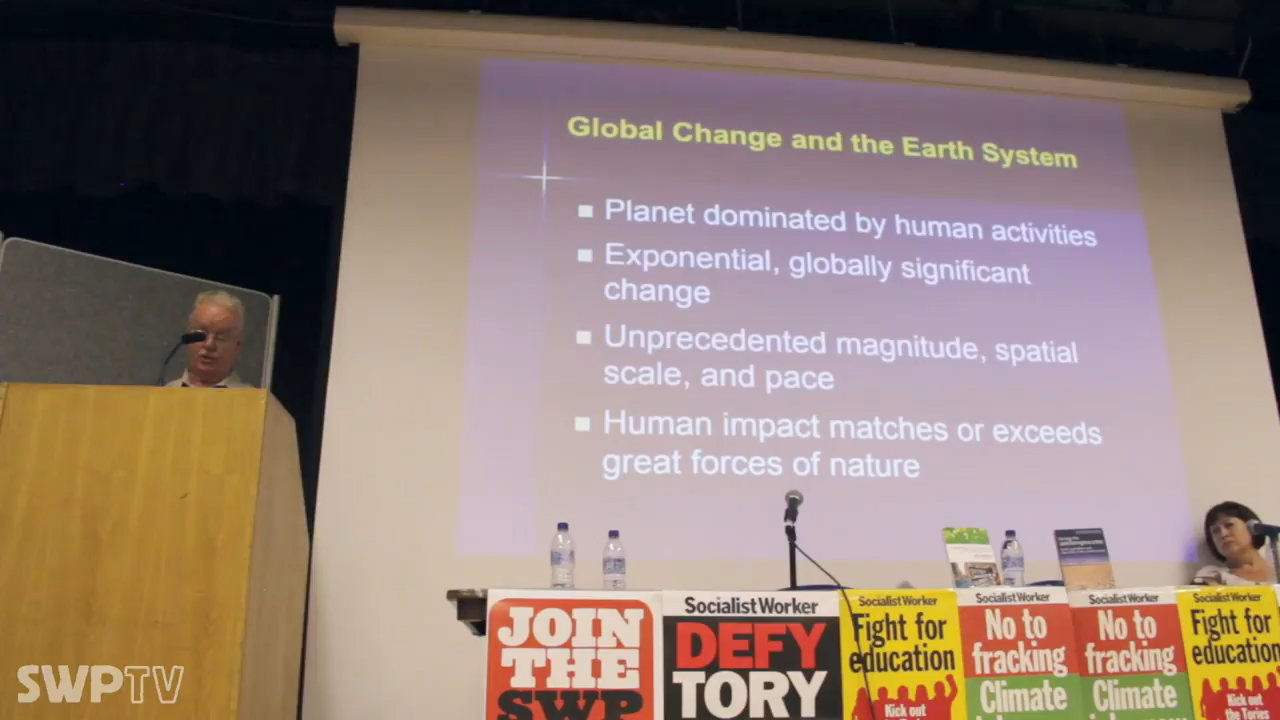 Global Change and the Earth System
Planet dominated by human activities
Exponential, globally significant
change
Unprecedented magnitude, spatial
scale, and pace
Human impact matches or exceeds
great forces of nature
JOIN
THE
SWP
Socialist Worker
DEFY
TORY
Socialist Worker
Fight for
education
Kick out
Socialist Worker
No to
fracking
Climate
Socialist Worker
No to
fracking
Climate
Socialist Worker
Fight for
education
Kick out
the Tories
SWPTV